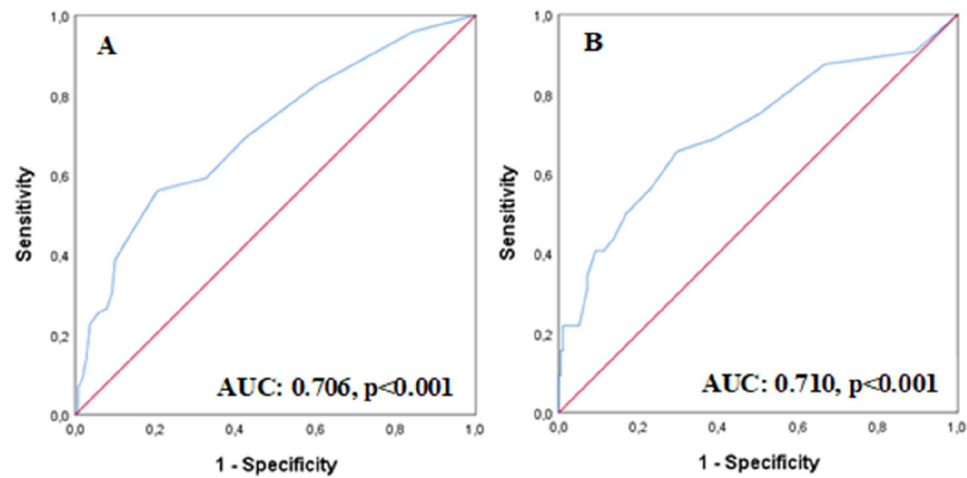 A
Sensitivity
1,0
0,8
0,6
0,4
0,2
0,0
0,0 0,2 0,4 0,6 0,8 1,0
1 - Specificity
AUC: 0.706, p<0.001
B
Sensitivity
1,0
0,8
0,6
0,4
0,2
0,0
0,0 0,2 0,4 0,6 0,8 1,0
1 - Specificity
AUC: 0.710, p<0.001